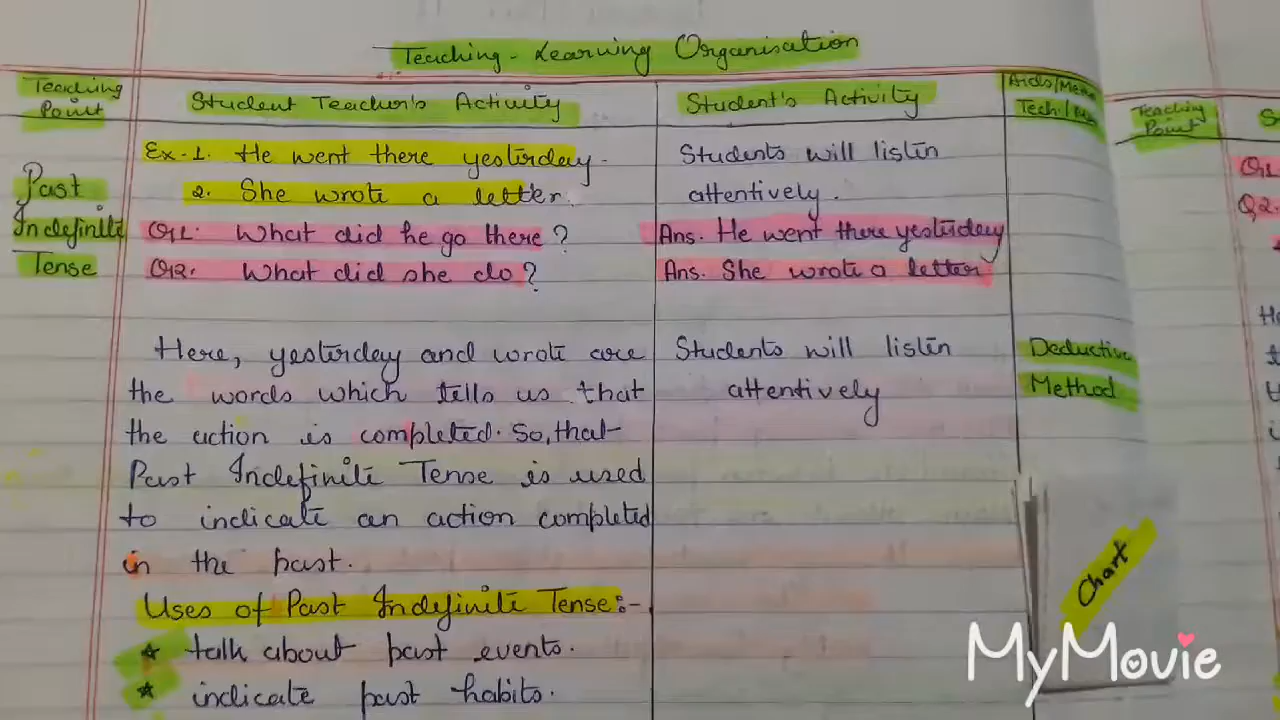 Teaching - Learning Organisation
Teaching Point
Student Teacher's Activity
Student's Activity
Aids/
Tech./
Past
Indefinite
Tense
Ex-1. He went there yesterday.
2. She wrote a letter.
Q1. What did he go there?
Q2. What did she do?
Here, yesterday and wrote are
the words which tells us that
the action is completed. So, that
Past Indefinite Tense is used
to indicate an action completed
in the past.
Uses of Past Indefinite Tense:-
★ talk about past events.
★ indicate past habits.
Students will listin
attentively.
Ans. He went there yesterday
Ans. She wrote a letter
Students will listin
attentively
Deductive
Method
Chart
Teaching
Point
Q1
Q2.
MyMovie